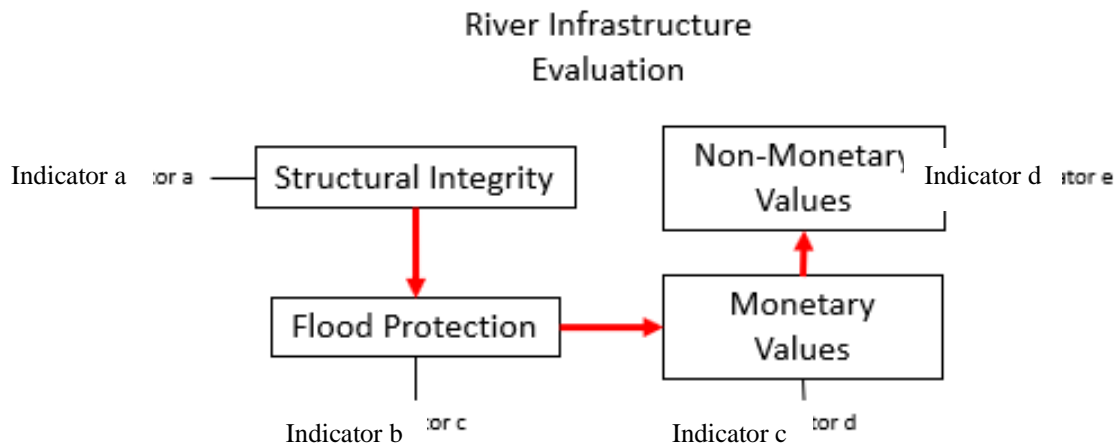 River Infrastructure
Evaluation
Indicator a tor a
Structural Integrity
Non-Monetary
Values
Indicator d ator e
Flood Protection
Monetary
Values
Indicator b tor c
Indicator c tor d